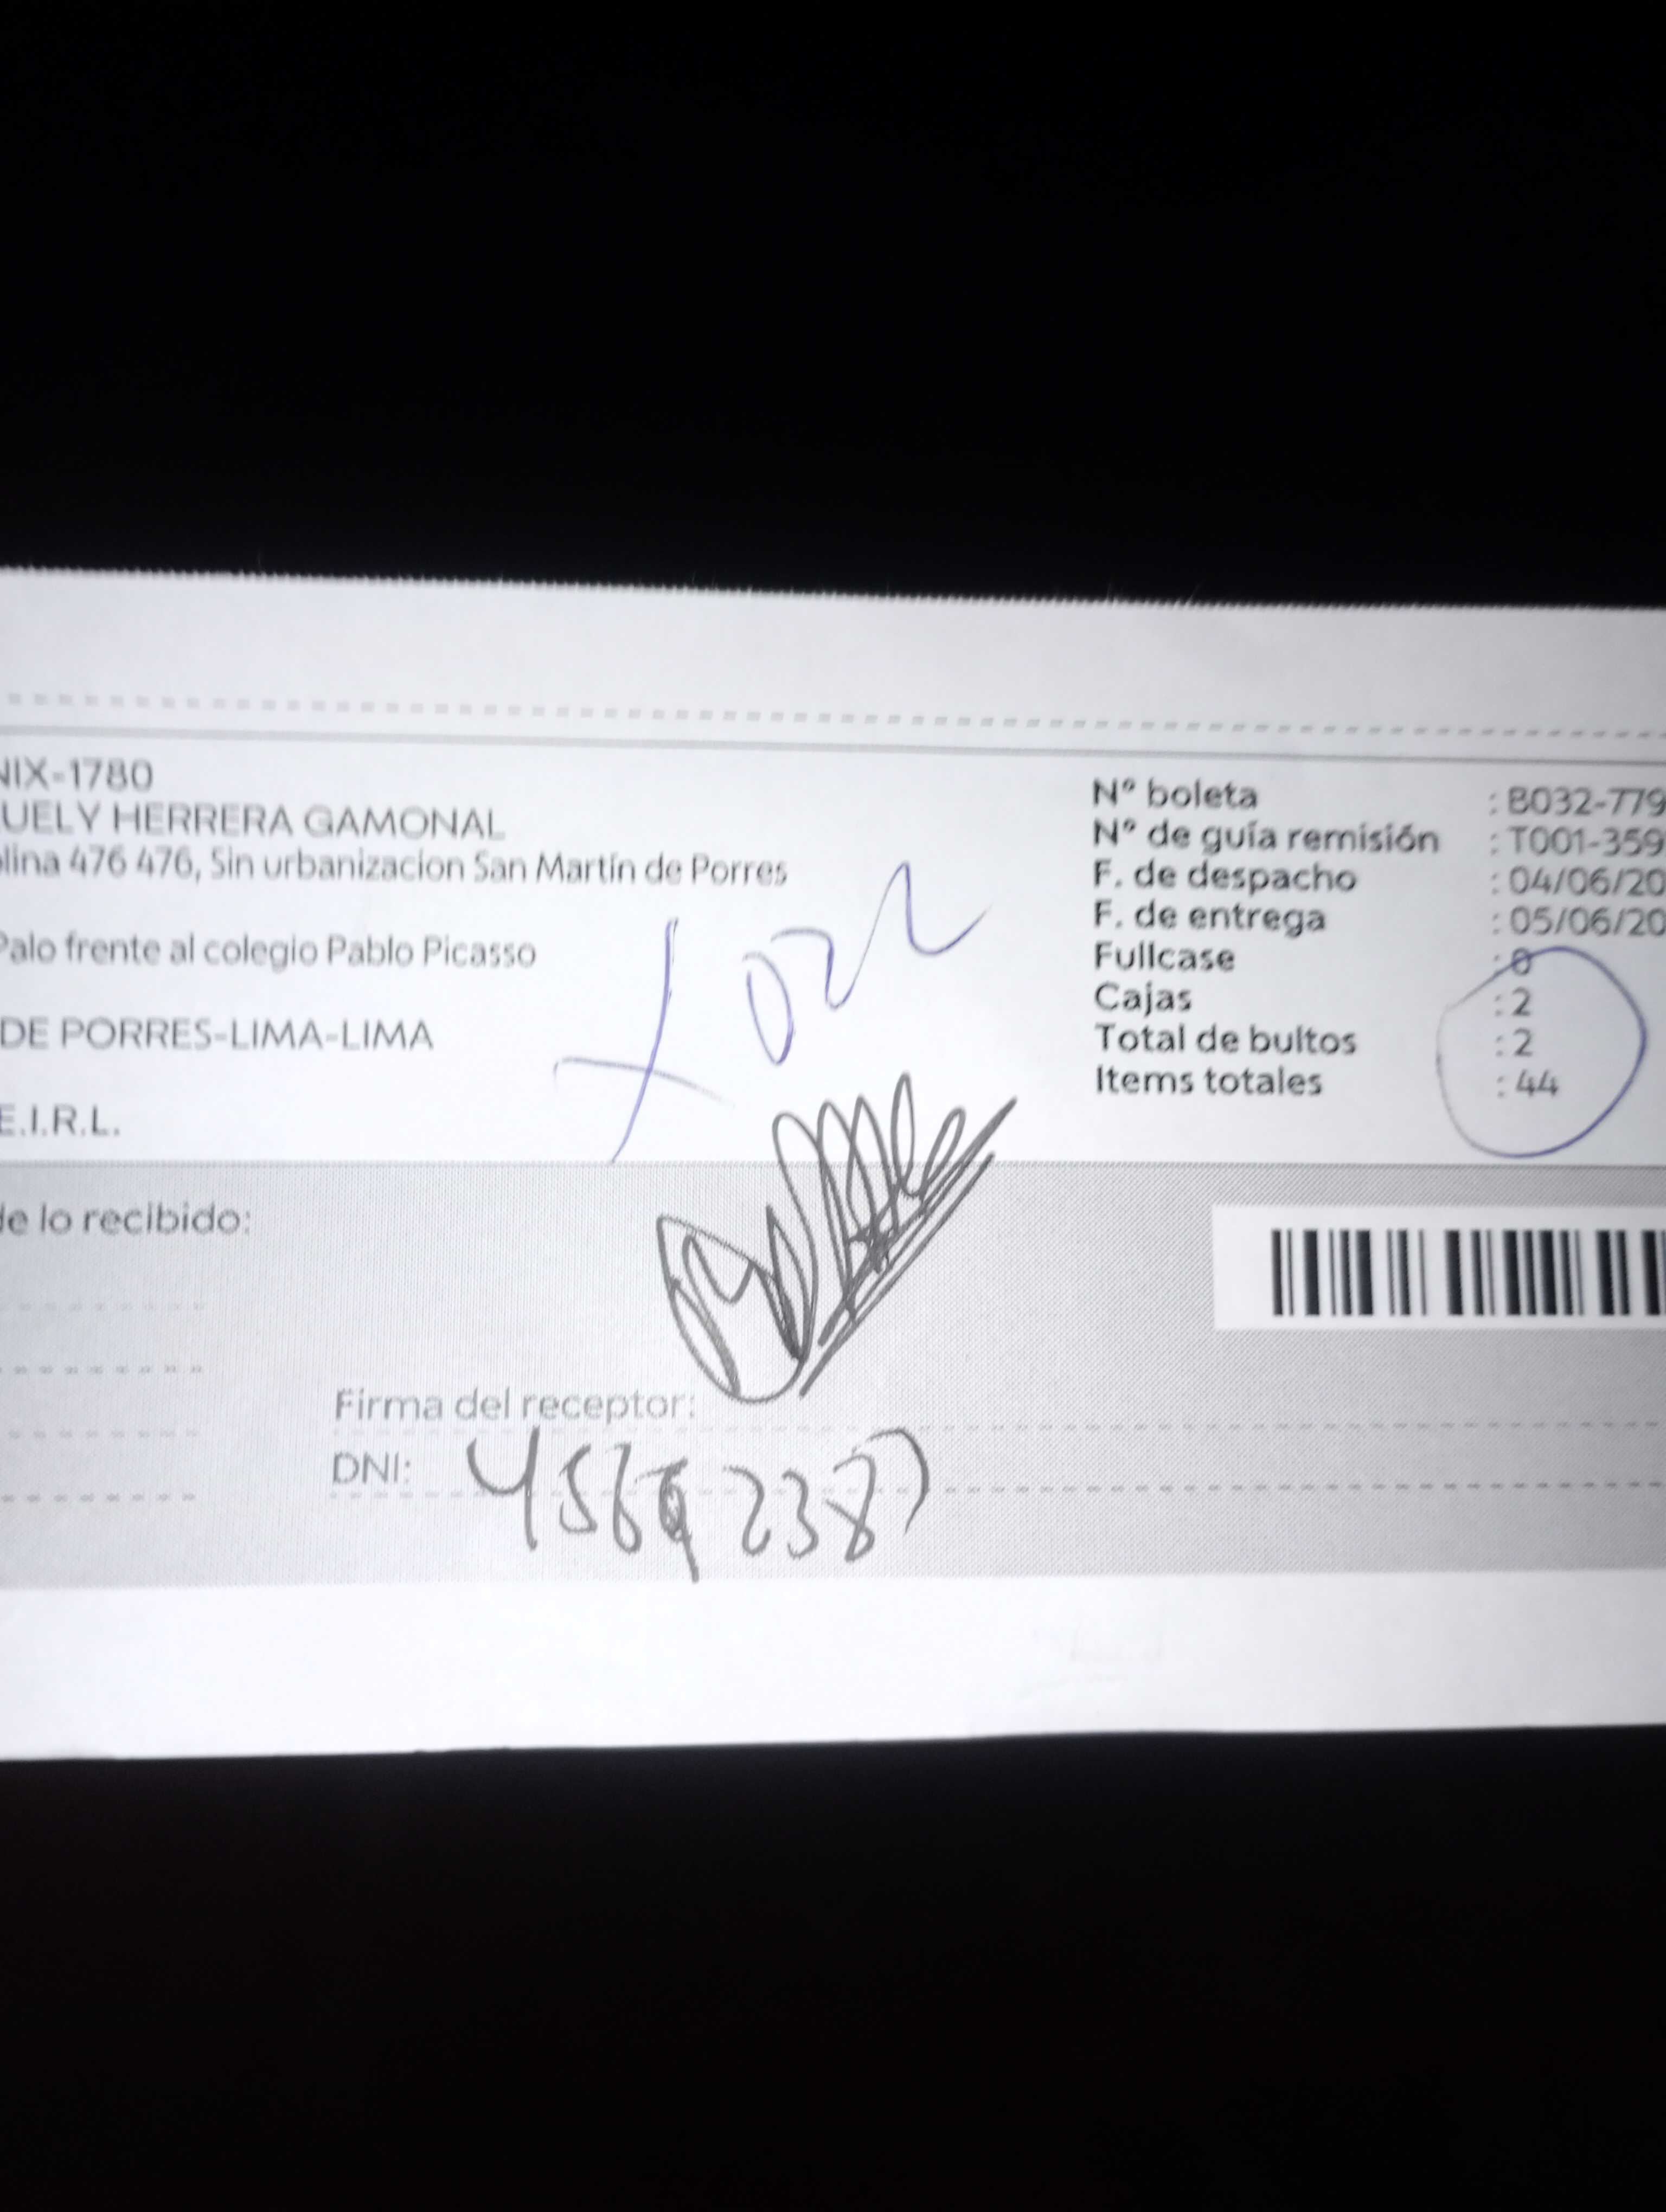 NIX-1780
UELY HERRERA GAMONAL
lina 476 476, Sin urbanizacion San Martín de Porres
Palo frente al colegio Pablo Picasso
DE PORRES-LIMA-LIMA
E.I.R.L.
N° boleta : B032-779
N° de guía remisión : T001-359
F. de despacho : 04/06/20
F. de entrega : 05/06/20
Fullcase : 0
Cajas : 2
Total de bultos : 2
Items totales : 44
de lo recibido:
Firma del receptor:
DNI: